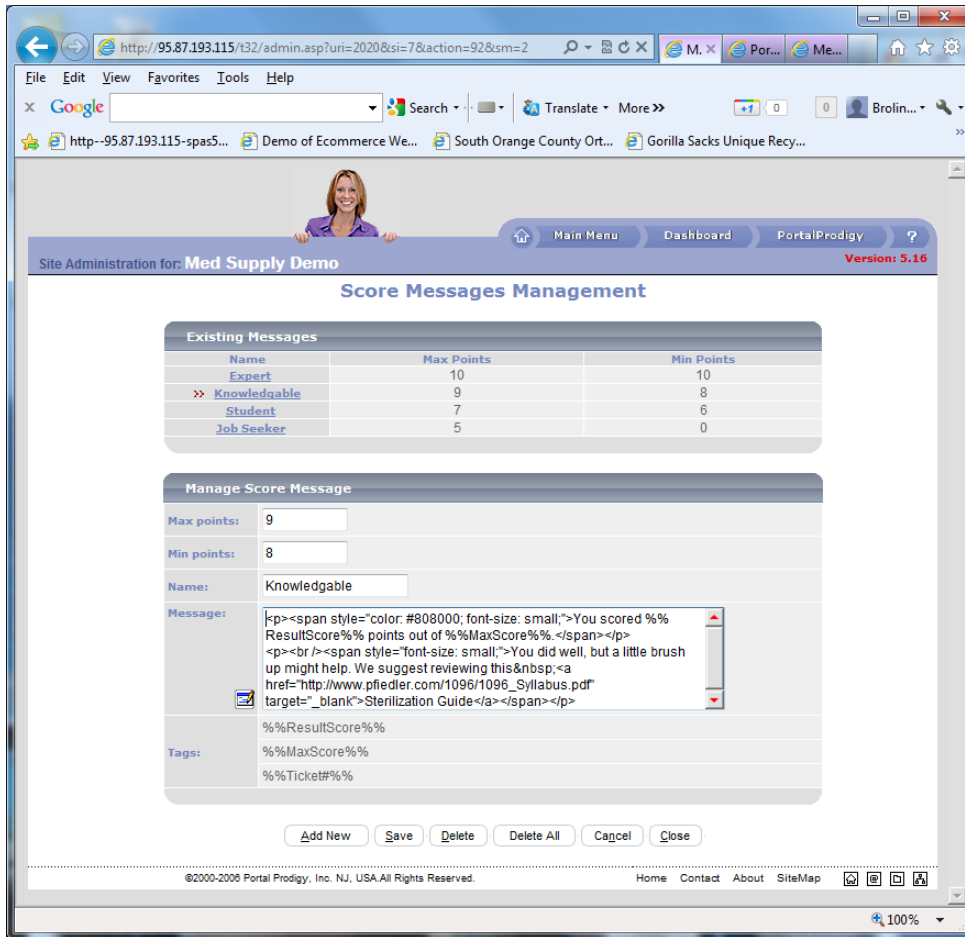 http://95.87.193.115/t32/admin.asp?uri=2020&si=7&action=92&sm=2
M.
Por...
Me...
File Edit View Favorites Tools Help
x Google Search Translate More >> +1 0 0 Brolin...
http--95.87.193.115-spas5... Demo of Ecommerce We... South Orange County Ort... Gorilla Sacks Unique Recy...
Main Menu Dashboard PortalProdigy ?
Site Administration for: Med Supply Demo
Version: 5.16
Score Messages Management
Existing Messages
Name Max Points Min Points
Expert 10 10
>> Knowledgable 9 8
Student 7 6
Job Seeker 5 0
Manage Score Message
Max points: 9
Min points: 8
Name: Knowledgable
Message:
<p><span style="color: #808000; font-size: small;">You scored %%
ResultScore%% points out of %%MaxScore%%.</span></p>
<p><br /><span style="font-size: small;">You did well, but a little brush
up might help. We suggest reviewing this&nbsp;<a
href="http://www.pfiedler.com/1096/1096_Syllabus.pdf"
target="_blank">Sterilization Guide</a></span></p>
Tags:
%%ResultScore%%
%%MaxScore%%
%%Ticket#%%
Add New Save Delete Delete All Cancel Close
©2000-2006 Portal Prodigy, Inc. NJ, USA.All Rights Reserved.
Home Contact About SiteMap
100%